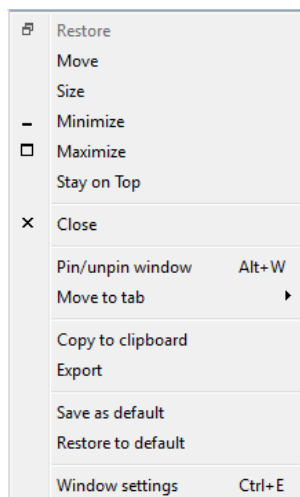 Restore
Move
Size
Minimize
Maximize
Stay on Top
Close
Pin/unpin window Alt+W
Move to tab
Copy to clipboard
Export
Save as default
Restore to default
Window settings Ctrl+E